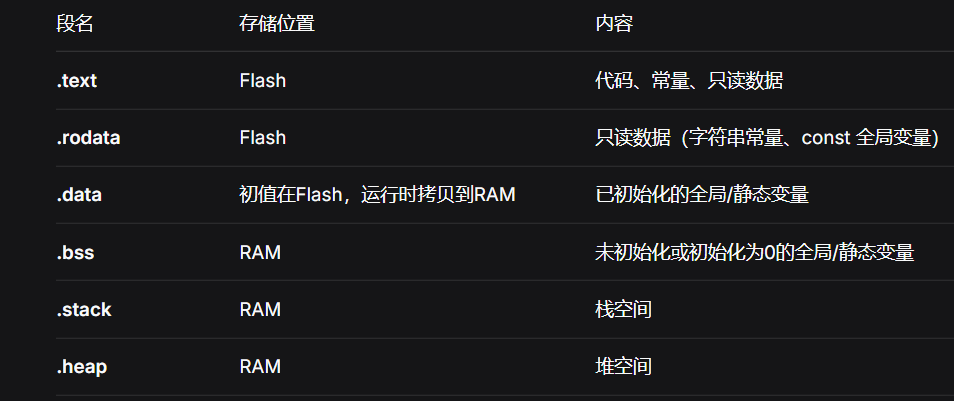 段名 存储位置 内容
.text Flash 代码、常量、只读数据
.rodata Flash 只读数据（字符串常量、const 全局变量）
.data 初值在Flash，运行时拷贝到RAM 已初始化的全局/静态变量
.bss RAM 未初始化或初始化为0的全局/静态变量
.stack RAM 栈空间
.heap RAM 堆空间